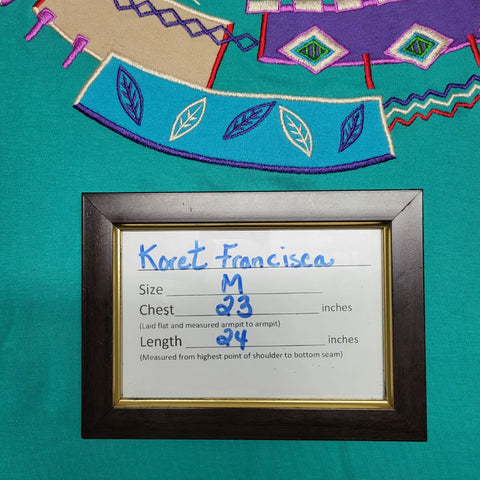 Koret Francisca
Size M
Chest 23 inches
(Laid flat and measured armpit to armpit)
Length 24 inches
(Measured from highest point of shoulder to bottom seam)